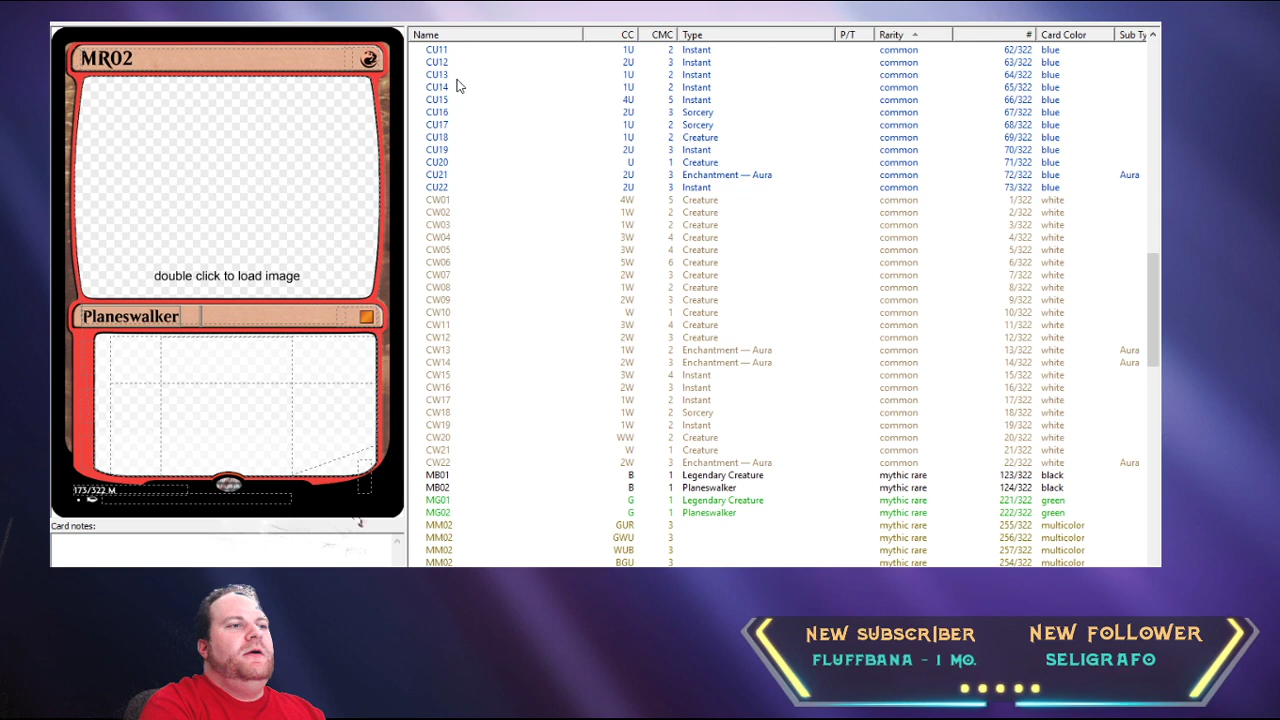 MR02
double click to load image
Planeswalker
173/322 M
Card notes:
Name CC CMC Type P/T Rarity # Card Color Sub Ty
CU11 1U 2 Instant common 62/322 blue
CU12 2U 3 Instant common 63/322 blue
CU13 1U 2 Instant common 64/322 blue
CU14 1U 2 Instant common 65/322 blue
CU15 4U 5 Instant common 66/322 blue
CU16 2U 3 Sorcery common 67/322 blue
CU17 1U 2 Sorcery common 68/322 blue
CU18 1U 2 Creature common 69/322 blue
CU19 2U 3 Instant common 70/322 blue
CU20 U 1 Creature common 71/322 blue
CU21 2U 3 Enchantment — Aura common 72/322 blue Aura
CU22 2U 3 Instant common 73/322 blue
CW01 4W 5 Creature common 1/322 white
CW02 1W 2 Creature common 2/322 white
CW03 1W 2 Creature common 3/322 white
CW04 3W 4 Creature common 4/322 white
CW05 3W 4 Creature common 5/322 white
CW06 5W 6 Creature common 6/322 white
CW07 2W 3 Creature common 7/322 white
CW08 1W 2 Creature common 8/322 white
CW09 2W 3 Creature common 9/322 white
CW10 W 1 Creature common 10/322 white
CW11 3W 4 Creature common 11/322 white
CW12 2W 3 Creature common 12/322 white
CW13 1W 2 Enchantment — Aura common 13/322 white Aura
CW14 2W 3 Enchantment — Aura common 14/322 white Aura
CW15 3W 4 Instant common 15/322 white
CW16 2W 3 Instant common 16/322 white
CW17 1W 2 Instant common 17/322 white
CW18 1W 2 Sorcery common 18/322 white
CW19 1W 2 Instant common 19/322 white
CW20 WW 2 Creature common 20/322 white
CW21 W 1 Creature common 21/322 white
CW22 2W 3 Enchantment — Aura common 22/322 white Aura
MB01 B 1 Legendary Creature mythic rare 123/322 black
MB02 B 1 Planeswalker mythic rare 124/322 black
MG01 G 1 Legendary Creature mythic rare 221/322 green
MG02 G 1 Planeswalker mythic rare 222/322 green
MM02 GUR 3 mythic rare 255/322 multicolor
MM02 GWU 3 mythic rare 256/322 multicolor
MM02 WUB 3 mythic rare 257/322 multicolor
MM02 BGU 3 mythic rare 254/322 multicolor
NEW SUBSCRIBER
FLUFFBANA - 1 MO.
NEW FOLLOWER
SELIGRAFO